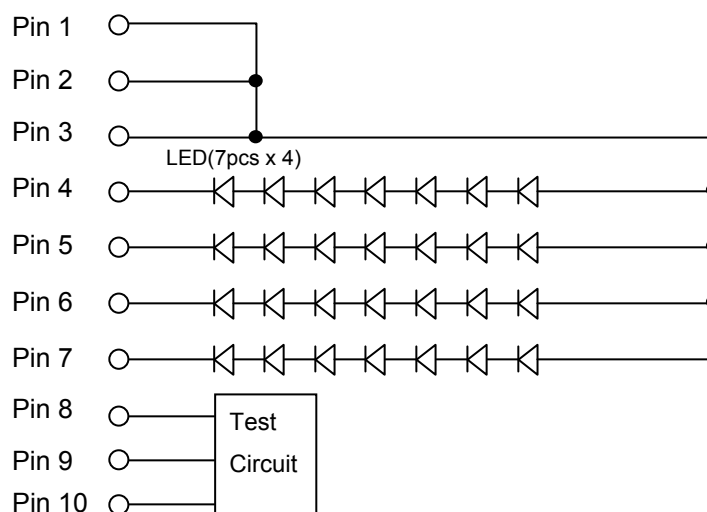 Pin 1
Pin 2
Pin 3
LED(7pcs x 4)
Pin 4
Pin 5
Pin 6
Pin 7
Pin 8
Test
Pin 9
Circuit
Pin 10